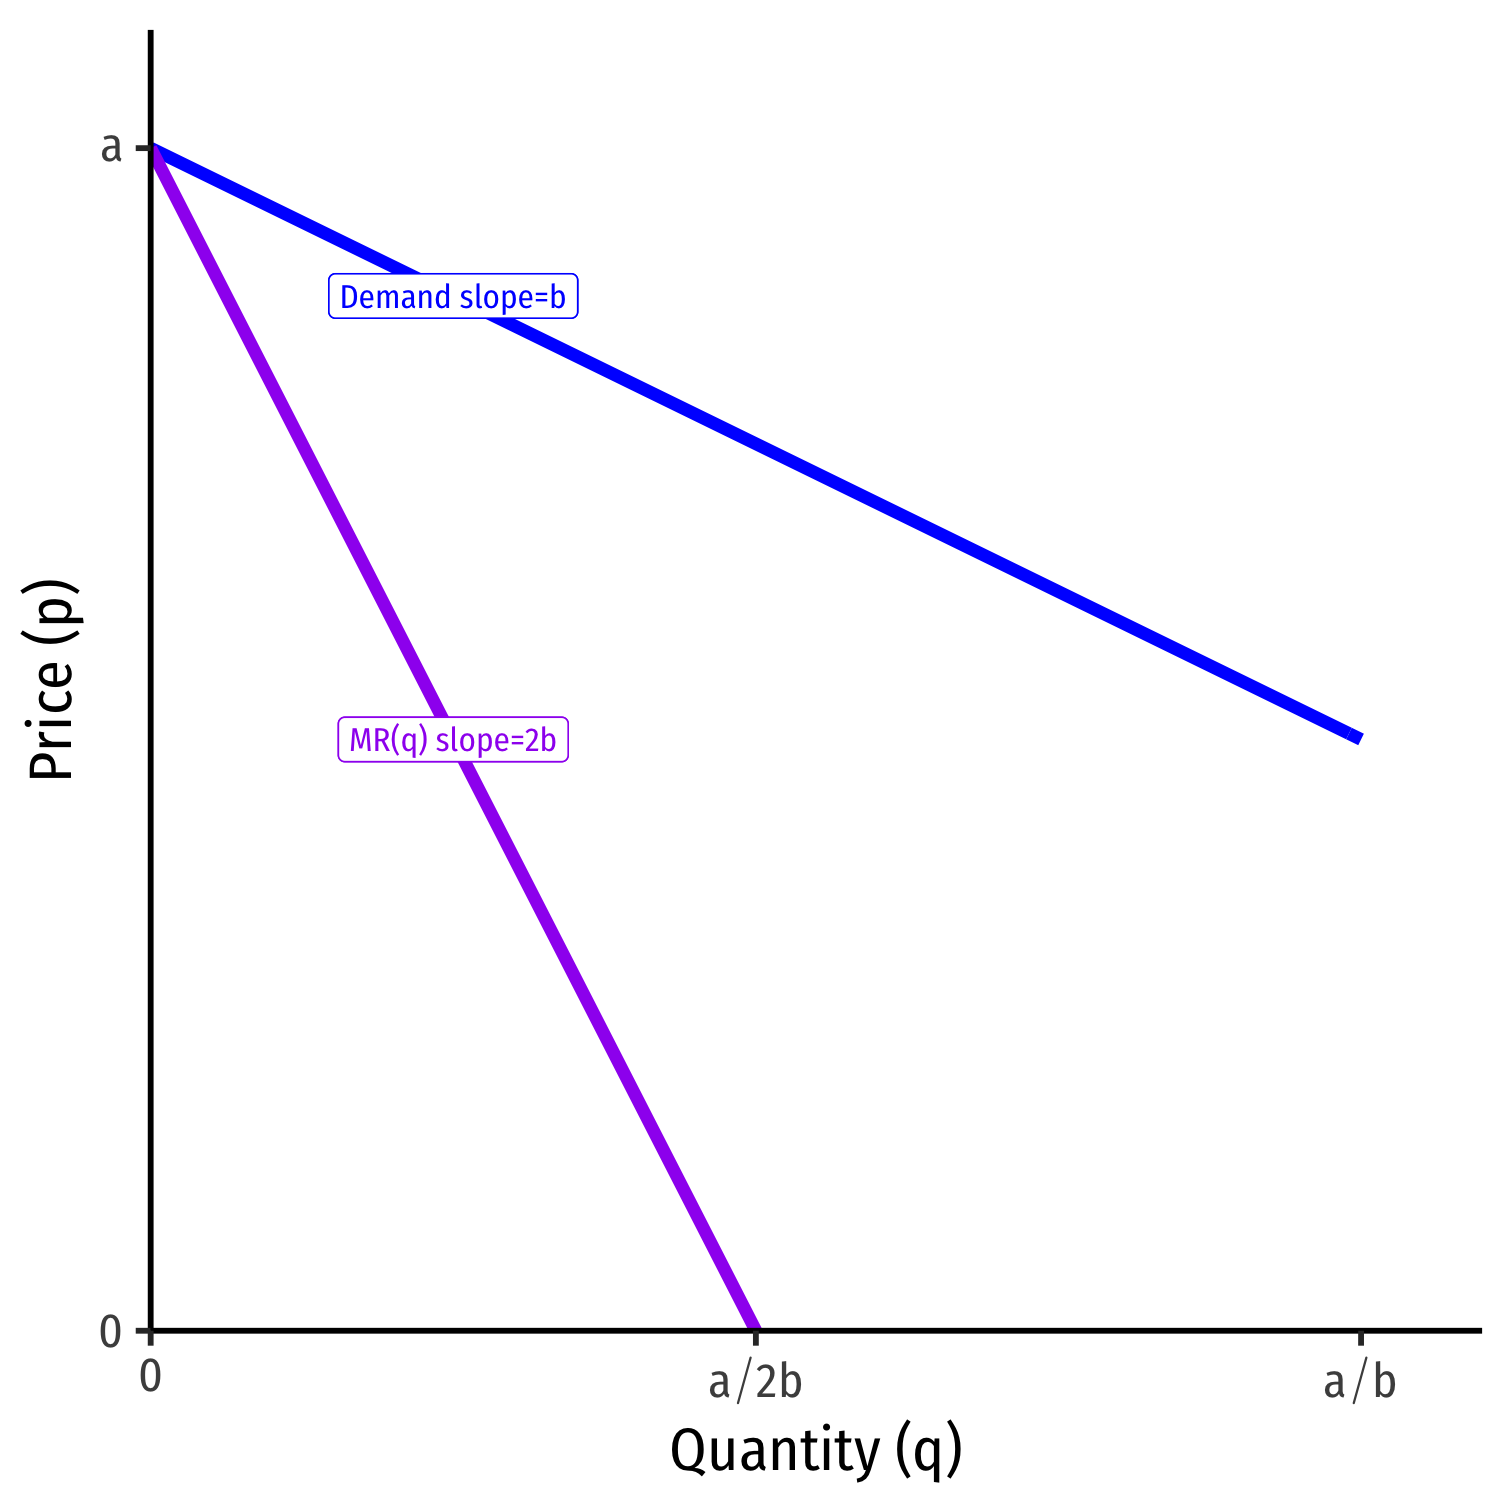 a
Demand slope=b
MR(q) slope=2b
Price (p)
0
0
a/2b
a/b
Quantity (q)